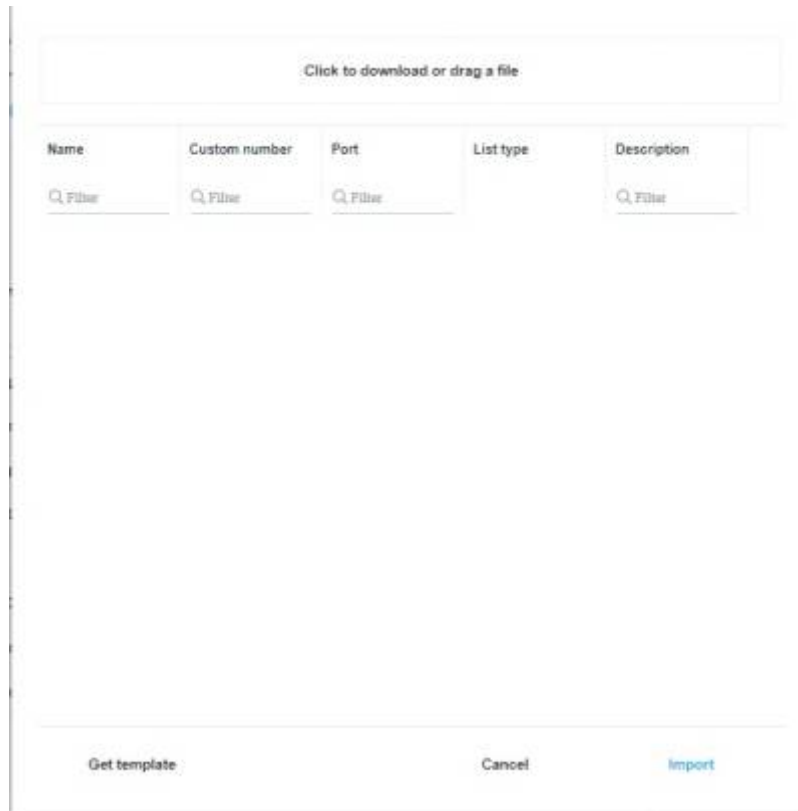 Click to download or drag a file
Name Custom number Port List type Description
Filter Filter Filter Filter
Get template Cancel Import